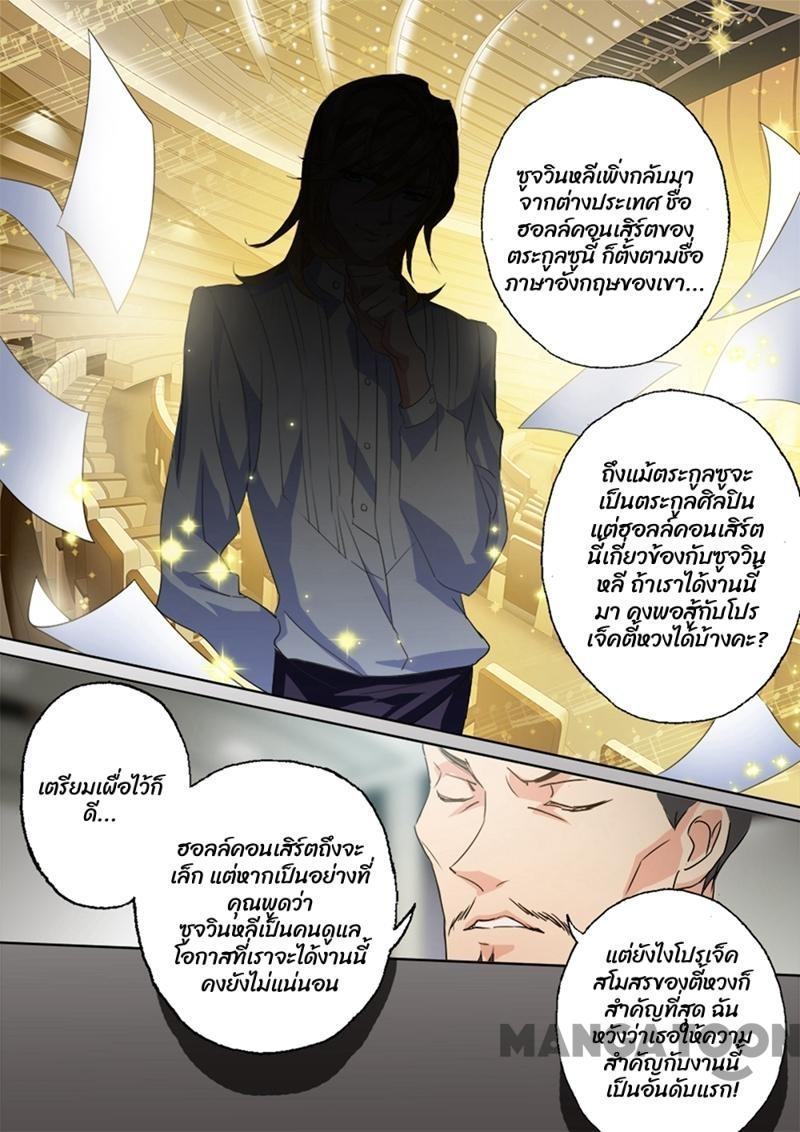 ซูจวินหลีเพิ่งกลับมา
จากต่างประเทศ ชื่อ
ฮอลล์คอนเสิร์ตของ
ตระกูลซูนี้ ก็ตั้งตามชื่อ
ภาษาอังกฤษของเขา...
ถึงแม้ตระกูลซูจะ
เป็นตระกูลศิลปิน
แต่ฮอลล์คอนเสิร์ต
นี้เกี่ยวข้องกับซูจวิน
หลี ถ้าเราได้งานนี้
มา คงพอสู้กับโปร
เจ็คตี้หวงได้บ้างคะ?
เตรียมเผื่อไว้ก็
ดี...
ฮอลล์คอนเสิร์ตถึงจะ
เล็ก แต่หากเป็นอย่างที่
คุณพูดว่า
ซูจวินหลีเป็นคนดูแล
โอกาสที่เราจะได้งานนี้
คงยังไม่แน่นอน
แต่ยังไงโปรเจ็ค
สโมสรของตี้หวงก็
สำคัญที่สุด ฉัน
หวังว่าเธอให้ความ
สำคัญกับงานนี้
เป็นอันดับแรก!
MANGATOON